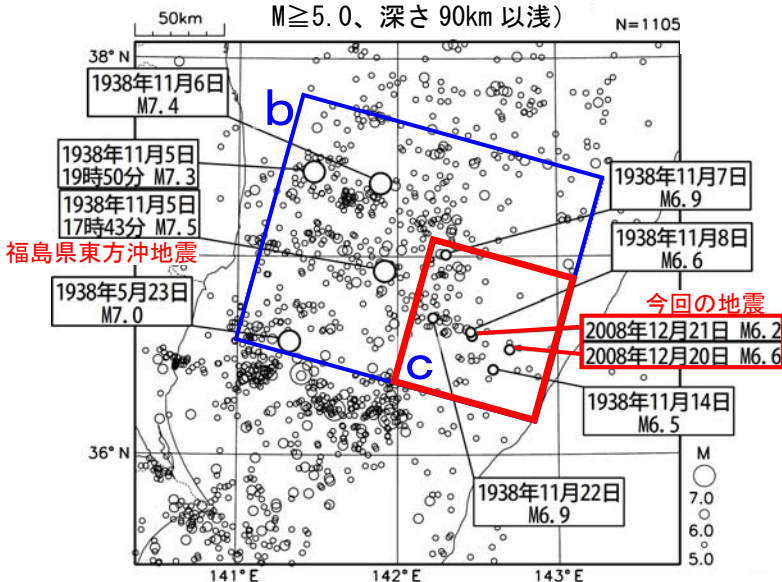 M≧5.0、深さ 90km 以浅)
50km
N=1105
38°N
1938年11月6日
M7.4
b
1938年11月5日
19時50分 M7.3
1938年11月5日
17時43分 M7.5
福島県東方沖地震
1938年5月23日
M7.0
1938年11月7日
M6.9
1938年11月8日
M6.6
今回の地震
2008年12月21日 M6.2
2008年12月20日 M6.6
c
1938年11月14日
M6.5
36°N
1938年11月22日
M6.9
M
7.0
6.0
5.0
141°E
142°E
143°E